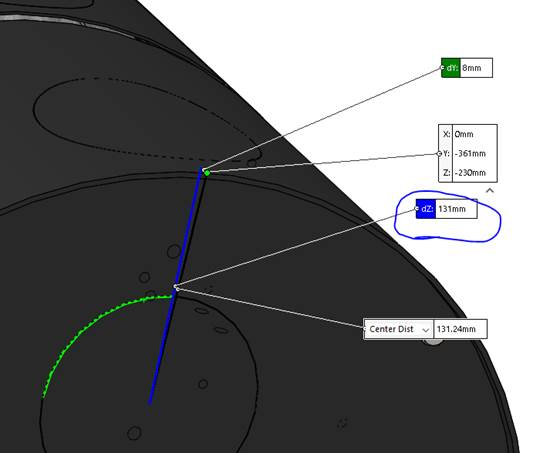 dY: 8mm
X: 0mm
Y: -361mm
Z: -230mm
dZ: 131mm
Center Dist 131.24mm